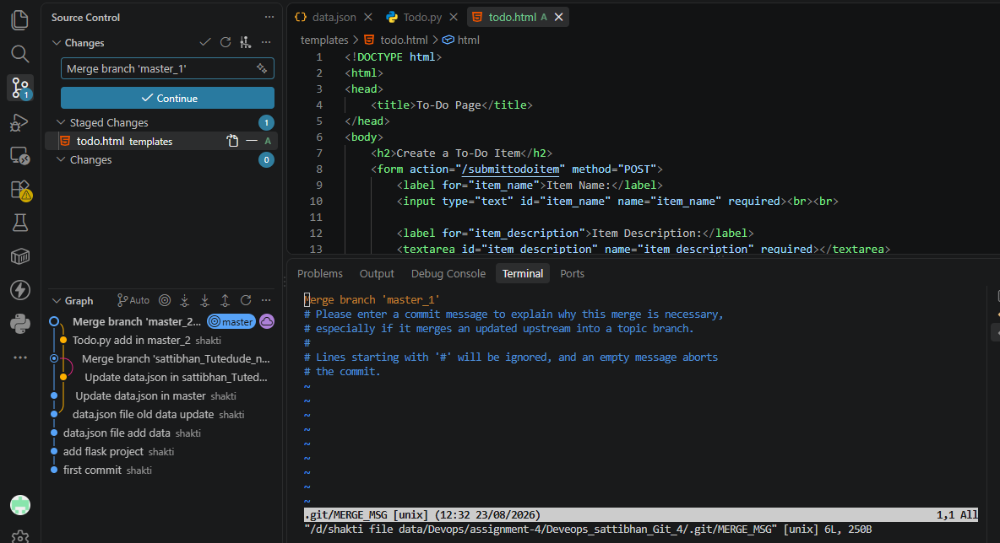 Source Control
Changes
Merge branch 'master_1'
Continue
Staged Changes 1
todo.html templates A
Changes 0
1
Graph Auto
Merge branch 'master_2... master
Todo.py add in master_2 shakti
Merge branch 'sattibhan_Tutedude_n...
Update data.json in sattibhan_Tuted...
Update data.json in master shakti
data.json file old data update shakti
data.json file add data shakti
add flask project shakti
first commit shakti
data.json Todo.py todo.html A
templates > todo.html > html
1 <!DOCTYPE html>
2 <html>
3 <head>
4 <title>To-Do Page</title>
5 </head>
6 <body>
7 <h2>Create a To-Do Item</h2>
8 <form action="/submittodoitem" method="POST">
9 <label for="item_name">Item Name:</label>
10 <input type="text" id="item_name" name="item_name" required><br><br>
11
12 <label for="item_description">Item Description:</label>
13 <textarea id="item_description" name="item_description" required></textarea>
Problems Output Debug Console Terminal Ports
Merge branch 'master_1'
# Please enter a commit message to explain why this merge is necessary,
# especially if it merges an updated upstream into a topic branch.
#
# Lines starting with '#' will be ignored, and an empty message aborts
# the commit.
~
~
~
~
~
~
~
~
~
.git/MERGE_MSG [unix] (12:32 23/08/2026) 1,1 All
"/d/shakti file data/Devops/assignment-4/Deveops_sattibhan_Git_4/.git/MERGE_MSG" [unix] 6L, 250B